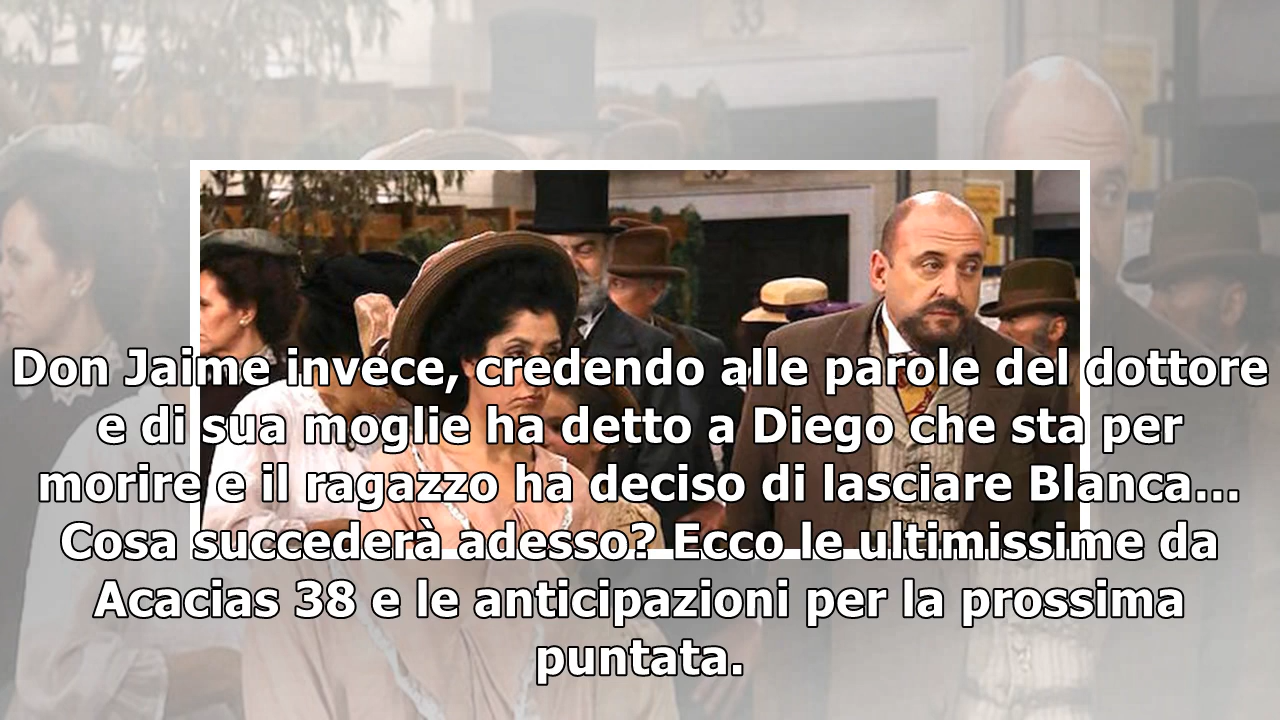 Don Jaime invece, credendo alle parole del dottore
e di sua moglie ha detto a Diego che sta per
morire e il ragazzo ha deciso di lasciare Blanca...
Cosa succederà adesso? Ecco le ultimissime da
Acacias 38 e le anticipazioni per la prossima
puntata.